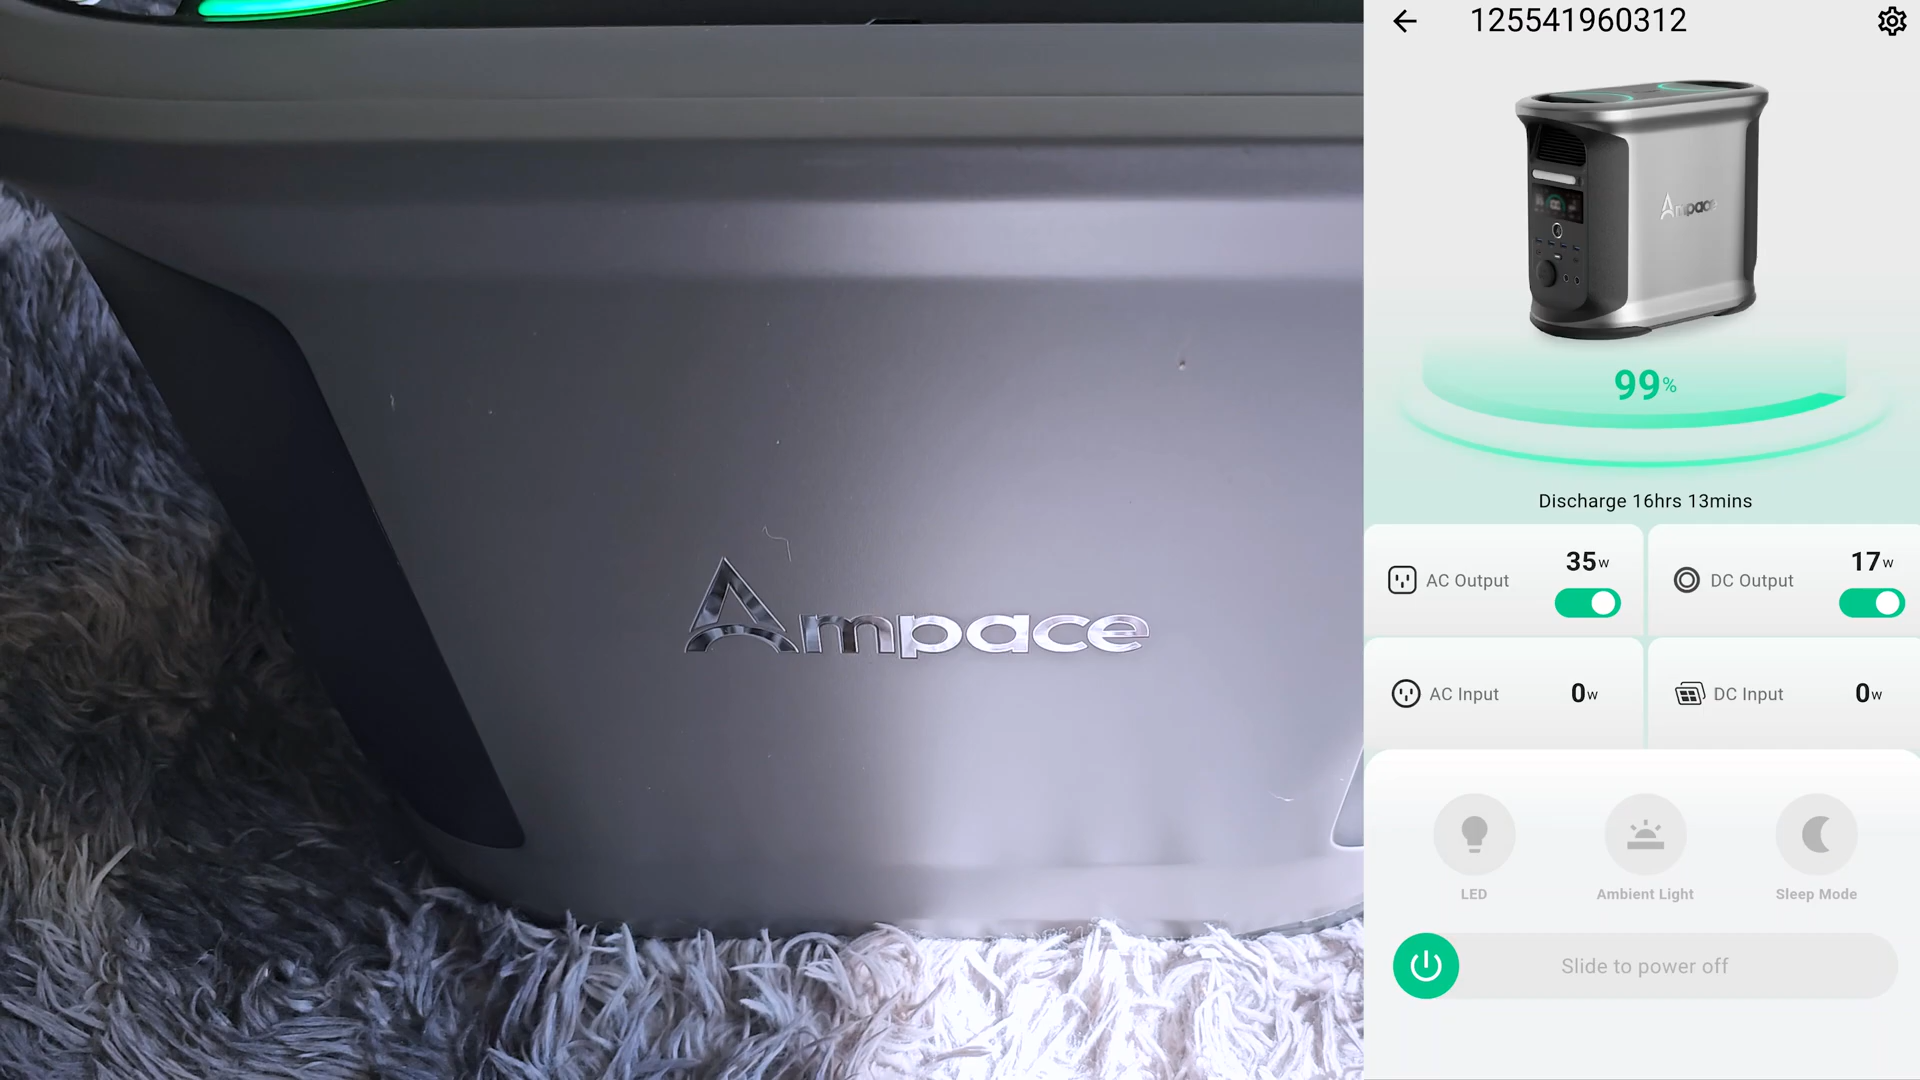 Ampace
125541960312
Ampace
99%
Discharge 16hrs 13mins
AC Output 35w
DC Output 17w
AC Input 0w
DC Input 0w
LED
Ambient Light
Sleep Mode
Slide to power off